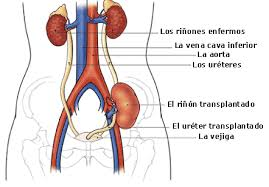 Los riñones enfermos
La vena cava inferior
La aorta
Los uréteres
El riñón transplantado
El uréter transplantado
La vejiga